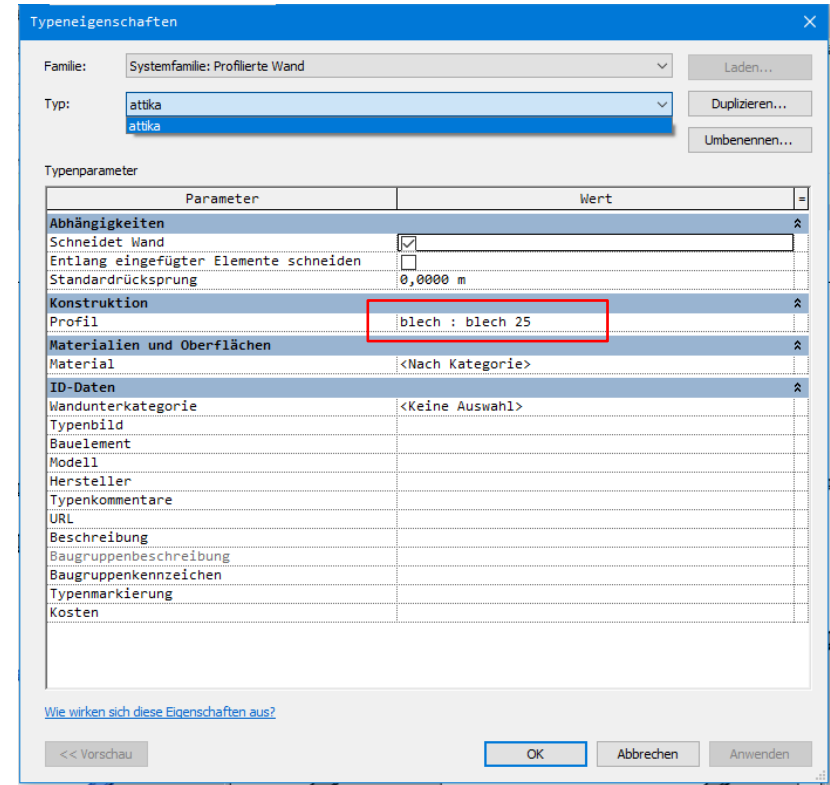 Typeneigenschaften
Familie: Systemfamilie: Profilierte Wand Laden...
Typ: attika Duplizieren...
attika
Umbenennen...
Typenparameter
Parameter Wert =
Abhängigkeiten
Schneidet Wand
Entlang eingefügter Elemente schneiden
Standardrücksprung 0,0000 m
Konstruktion
Profil blech : blech 25
Materialien und Oberflächen
Material <Nach Kategorie>
ID-Daten
Wandunterkategorie <Keine Auswahl>
Typenbild
Bauelement
Modell
Hersteller
Typenkommentare
URL
Beschreibung
Baugruppenbeschreibung
Baugruppenkennzeichen
Typenmarkierung
Kosten
Wie wirken sich diese Eigenschaften aus?
<< Vorschau OK Abbrechen Anwenden